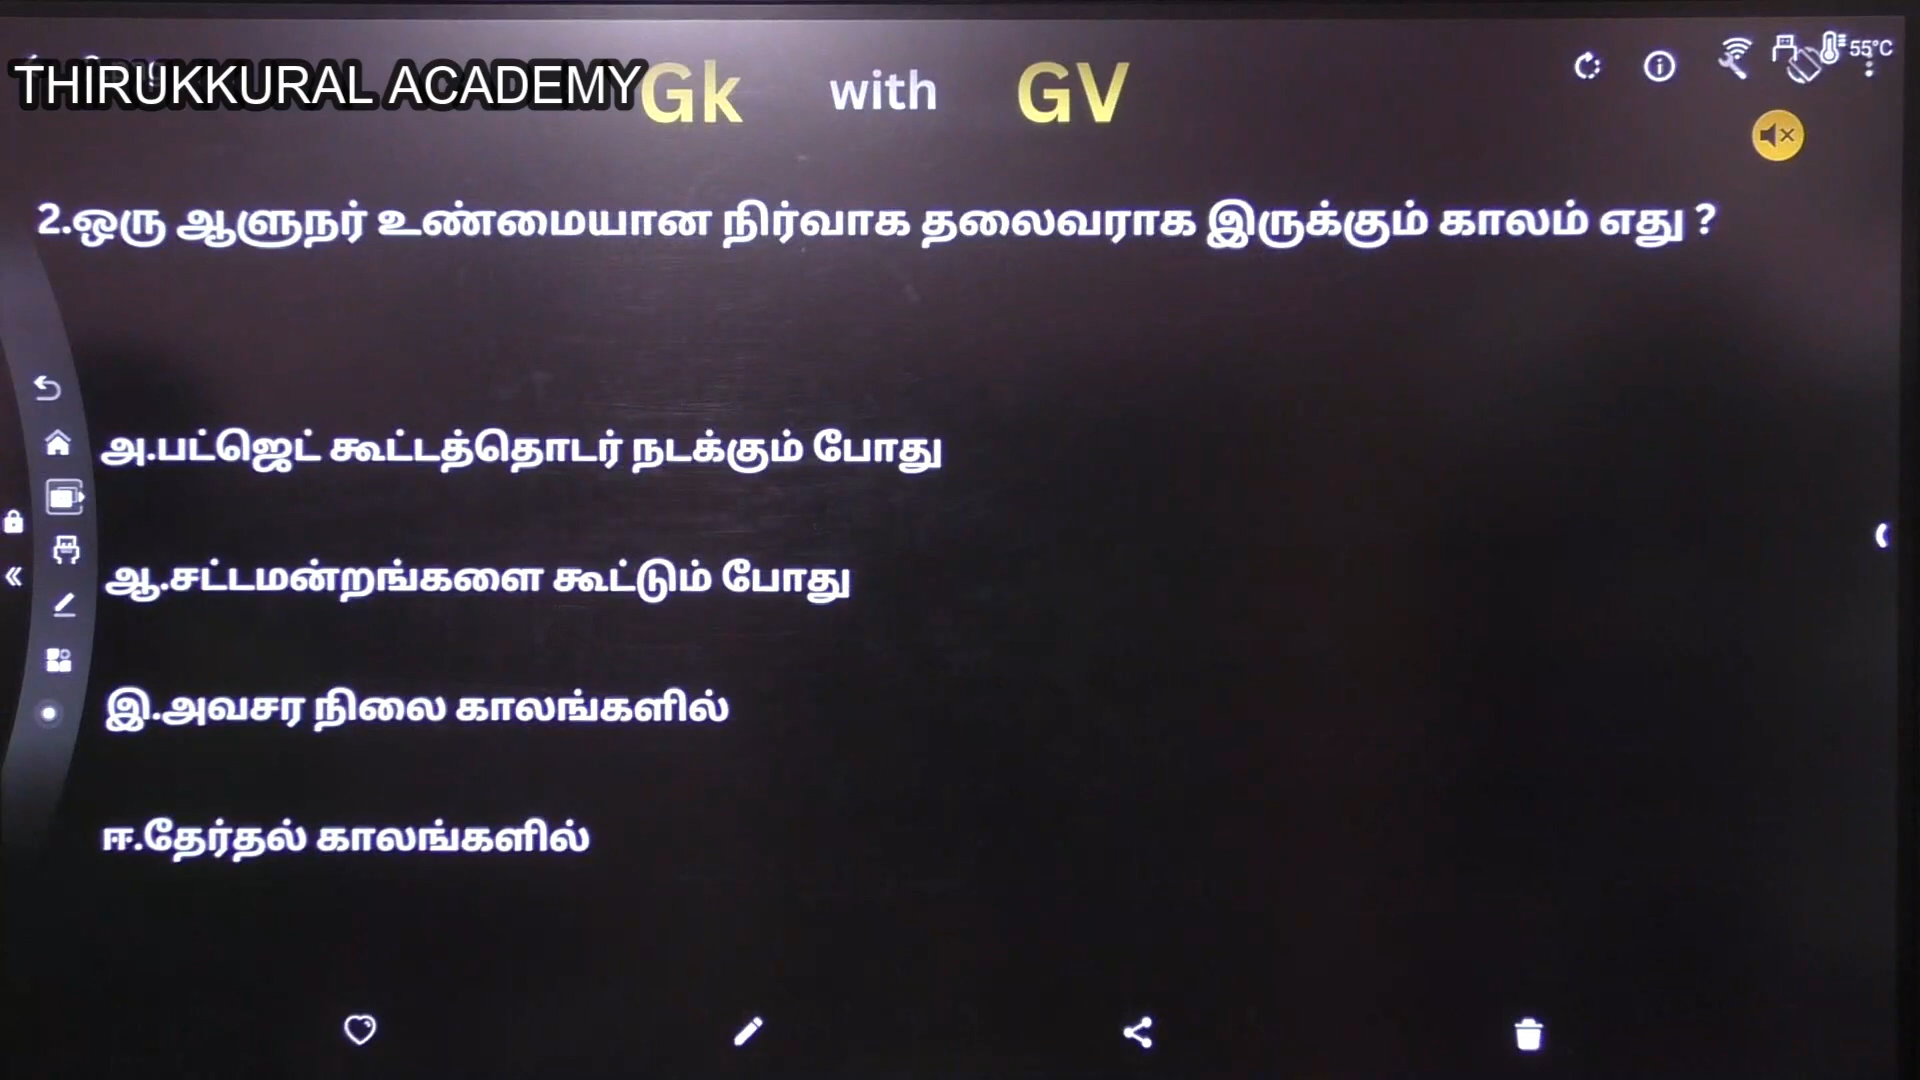 THIRUKKURAL ACADEMY
Gk with GV
55°C
2.ஒரு ஆளுநர் உண்மையான நிர்வாக தலைவராக இருக்கும் காலம் எது ?
அ.பட்ஜெட் கூட்டத்தொடர் நடக்கும் போது
ஆ.சட்டமன்றங்களை கூட்டும் போது
இ.அவசர நிலை காலங்களில்
ஈ.தேர்தல் காலங்களில்